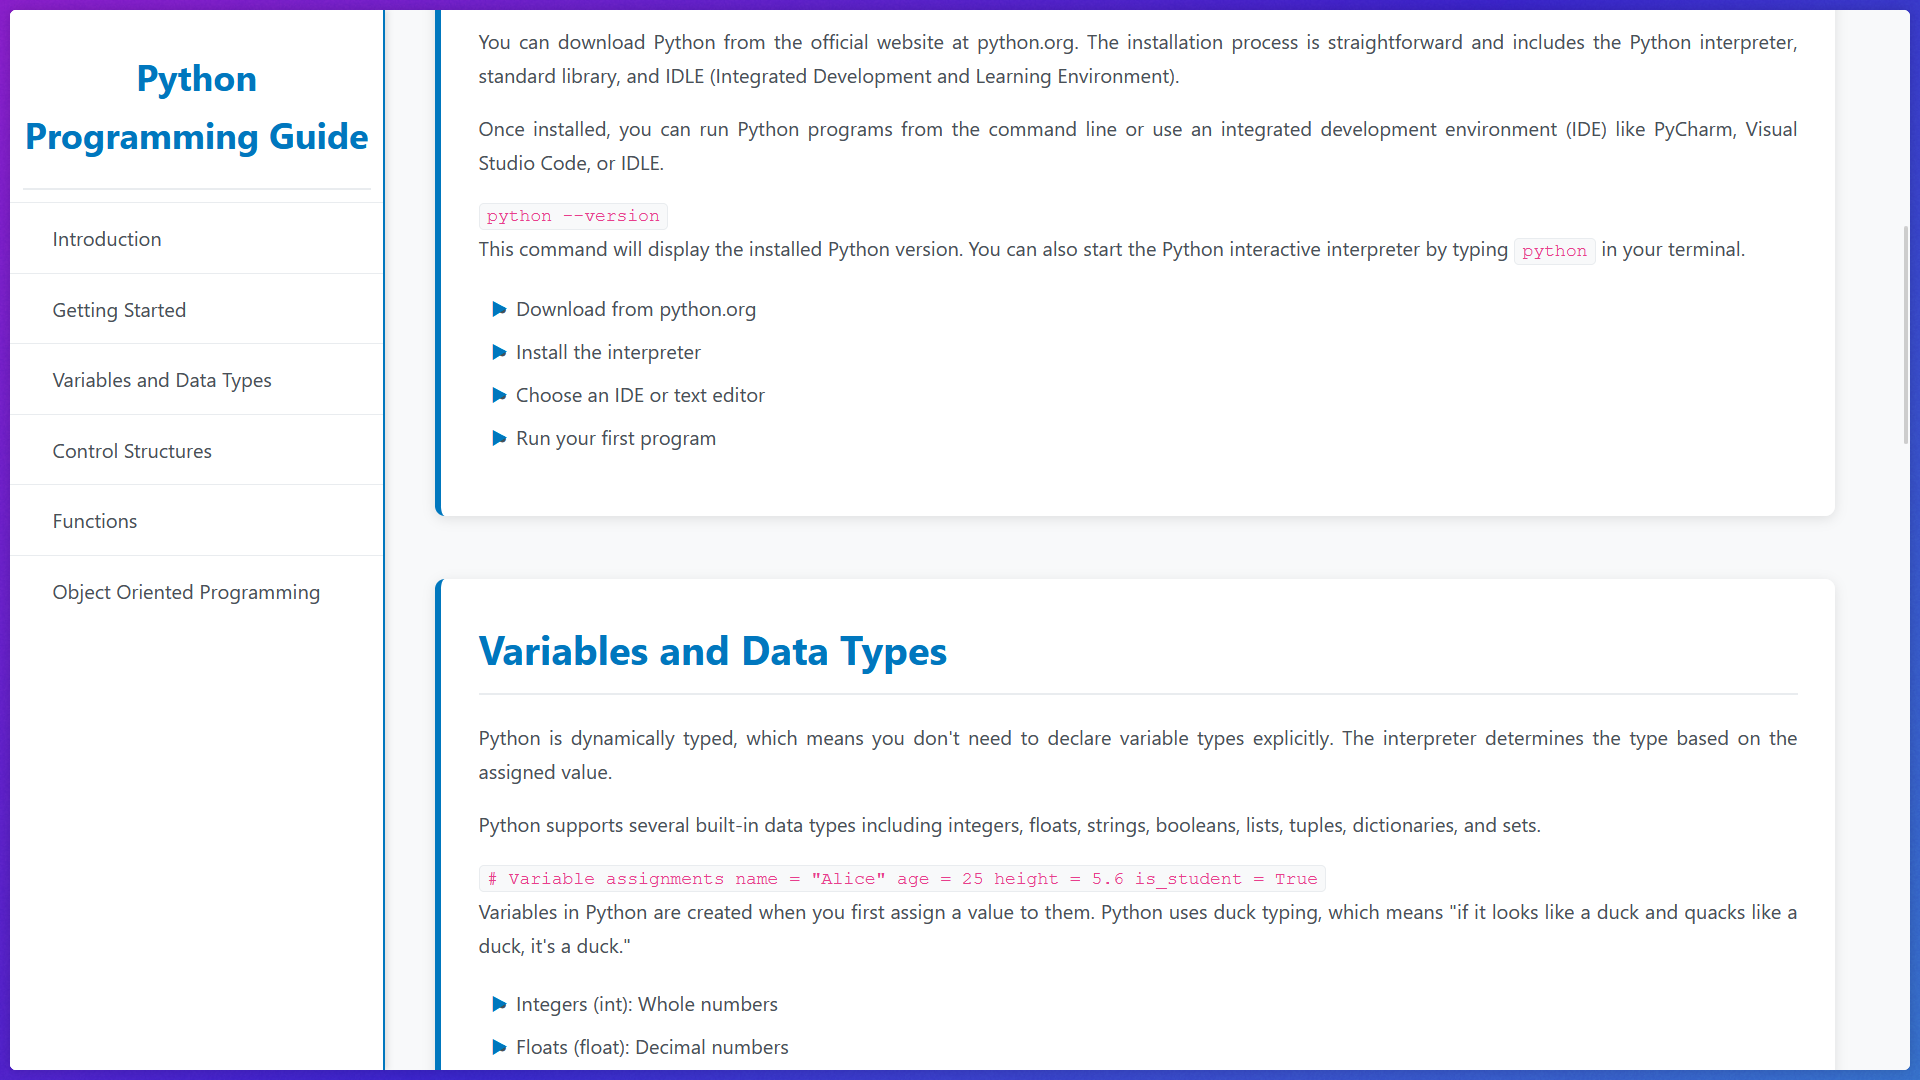 Python
Programming Guide
Introduction
Getting Started
Variables and Data Types
Control Structures
Functions
Object Oriented Programming
You can download Python from the official website at python.org. The installation process is straightforward and includes the Python interpreter,
standard library, and IDLE (Integrated Development and Learning Environment).
Once installed, you can run Python programs from the command line or use an integrated development environment (IDE) like PyCharm, Visual
Studio Code, or IDLE.
python --version
This command will display the installed Python version. You can also start the Python interactive interpreter by typing python in your terminal.
Download from python.org
Install the interpreter
Choose an IDE or text editor
Run your first program
Variables and Data Types
Python is dynamically typed, which means you don't need to declare variable types explicitly. The interpreter determines the type based on the
assigned value.
Python supports several built-in data types including integers, floats, strings, booleans, lists, tuples, dictionaries, and sets.
# Variable assignments name = "Alice" age = 25 height = 5.6 is_student = True
Variables in Python are created when you first assign a value to them. Python uses duck typing, which means "if it looks like a duck and quacks like a
duck, it's a duck."
Integers (int): Whole numbers
Floats (float): Decimal numbers